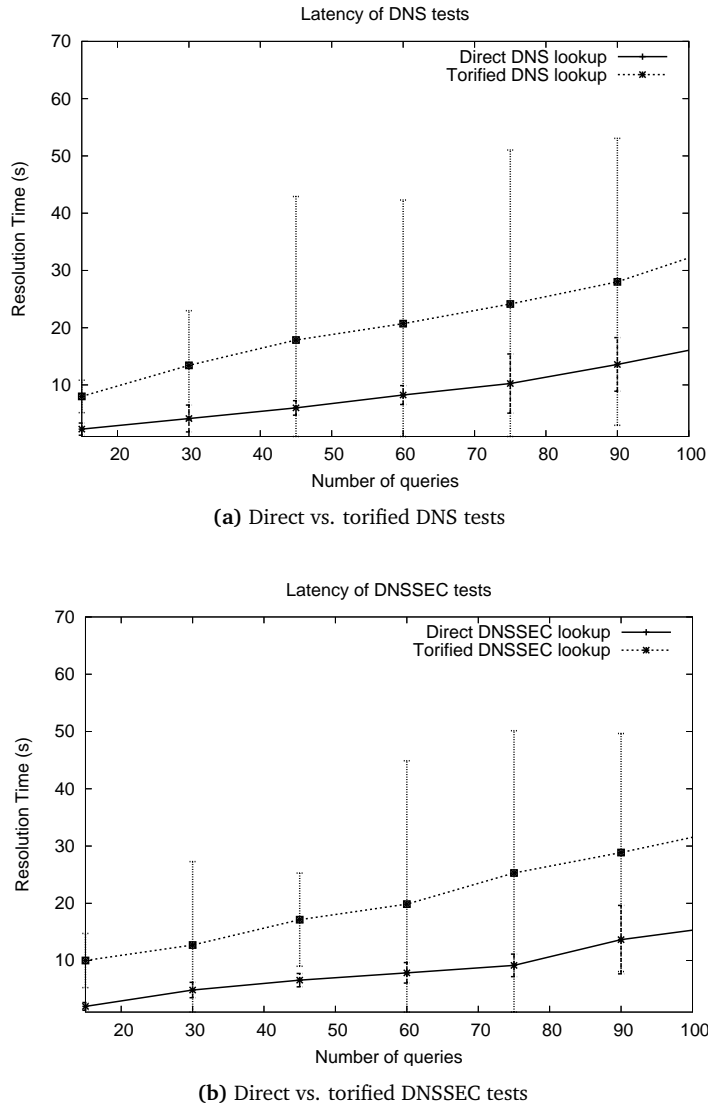 Latency of DNS tests
70
60
50
40
30
20
10
Resolution Time (s)
Direct DNS lookup
Torified DNS lookup
20 30 40 50 60 70 80 90 100
Number of queries
(a) Direct vs. torified DNS tests
Latency of DNSSEC tests
70
60
50
40
30
20
10
Resolution Time (s)
Direct DNSSEC lookup
Torified DNSSEC lookup
20 30 40 50 60 70 80 90 100
Number of queries
(b) Direct vs. torified DNSSEC tests